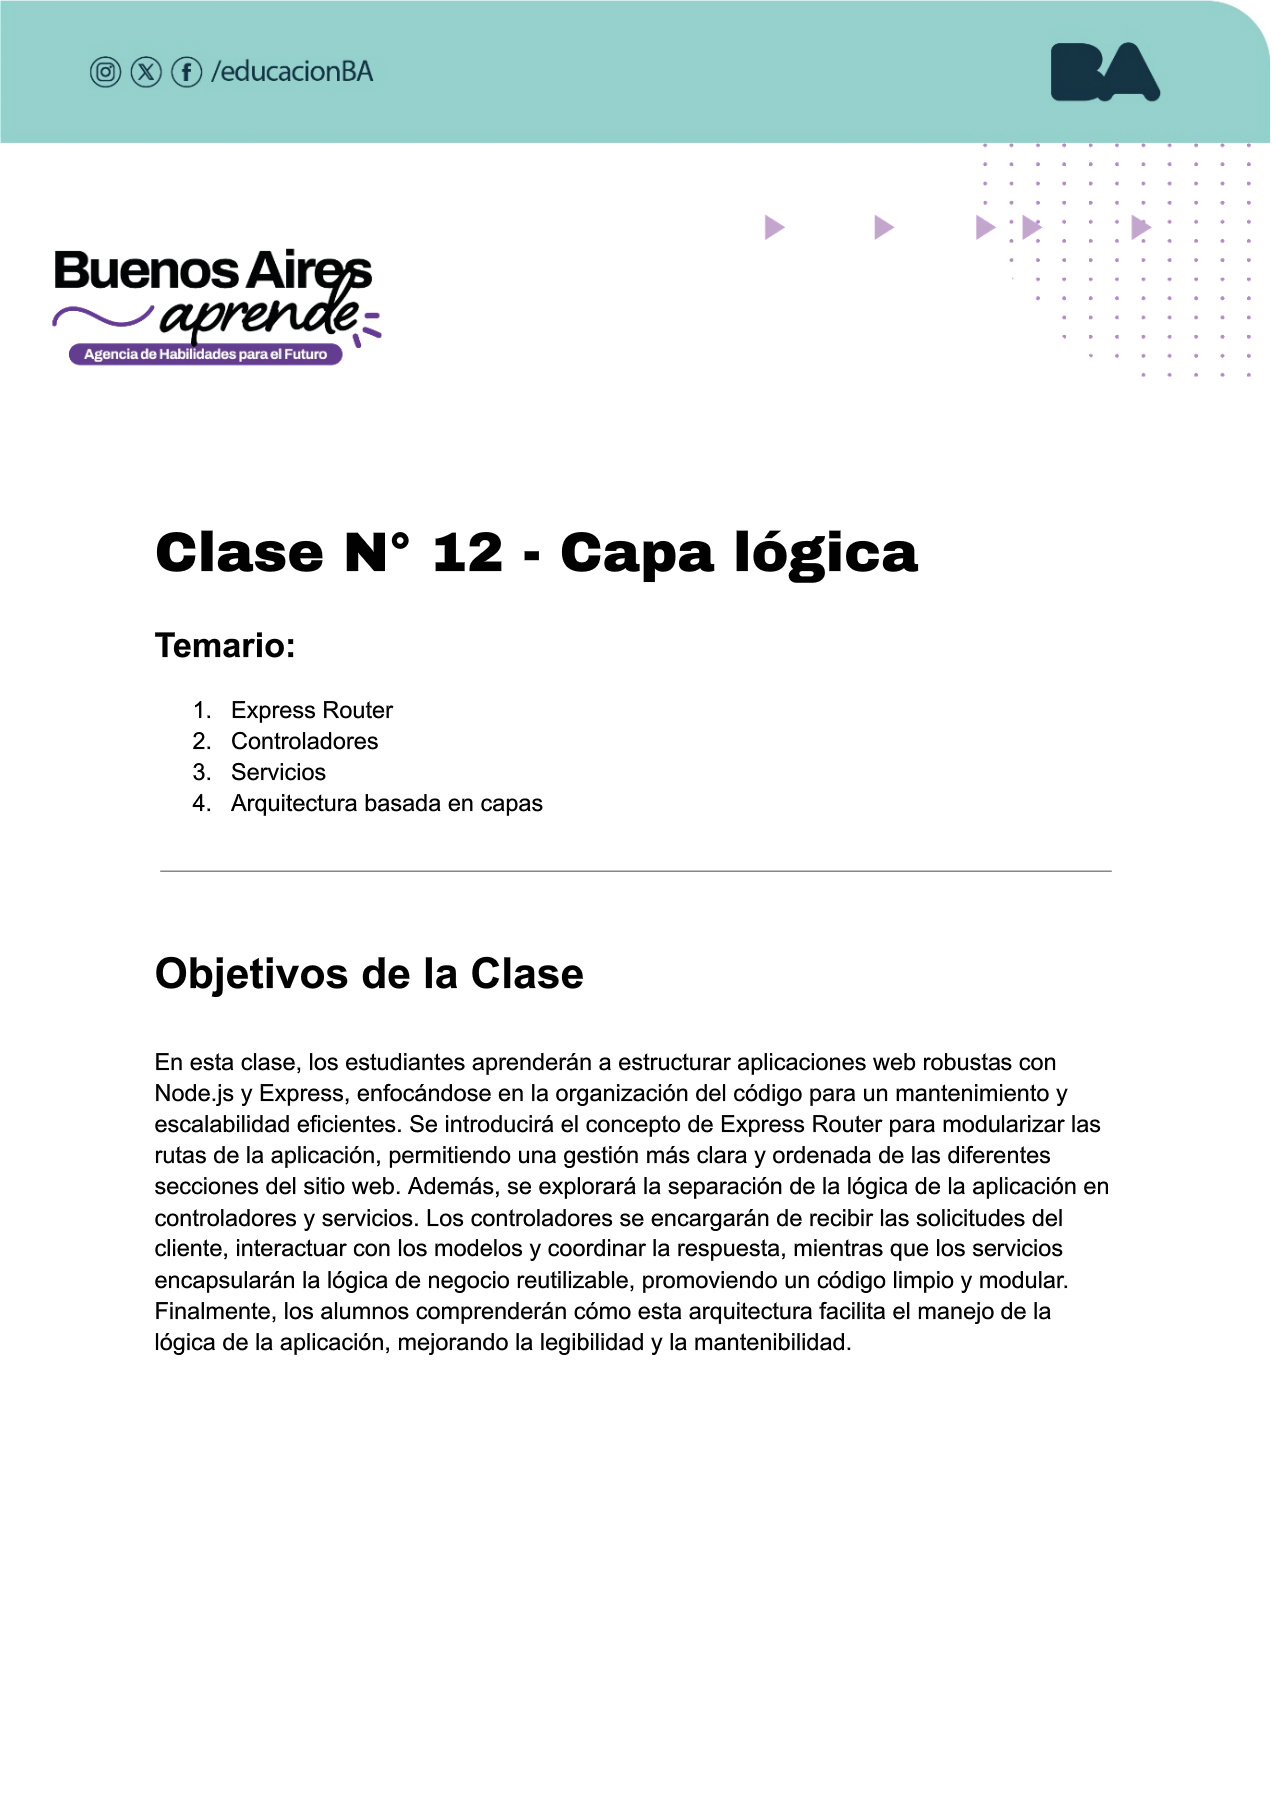 /educacionBA
BA
Buenos Aires
aprende
Agencia de Habilidades para el Futuro
Clase N° 12 - Capa lógica
Temario:
1. Express Router
2. Controladores
3. Servicios
4. Arquitectura basada en capas
Objetivos de la Clase
En esta clase, los estudiantes aprenderán a estructurar aplicaciones web robustas con
Node.js y Express, enfocándose en la organización del código para un mantenimiento y
escalabilidad eficientes. Se introducirá el concepto de Express Router para modularizar las
rutas de la aplicación, permitiendo una gestión más clara y ordenada de las diferentes
secciones del sitio web. Además, se explorará la separación de la lógica de la aplicación en
controladores y servicios. Los controladores se encargarán de recibir las solicitudes del
cliente, interactuar con los modelos y coordinar la respuesta, mientras que los servicios
encapsularán la lógica de negocio reutilizable, promoviendo un código limpio y modular.
Finalmente, los alumnos comprenderán cómo esta arquitectura facilita el manejo de la
lógica de la aplicación, mejorando la legibilidad y la mantenibilidad.